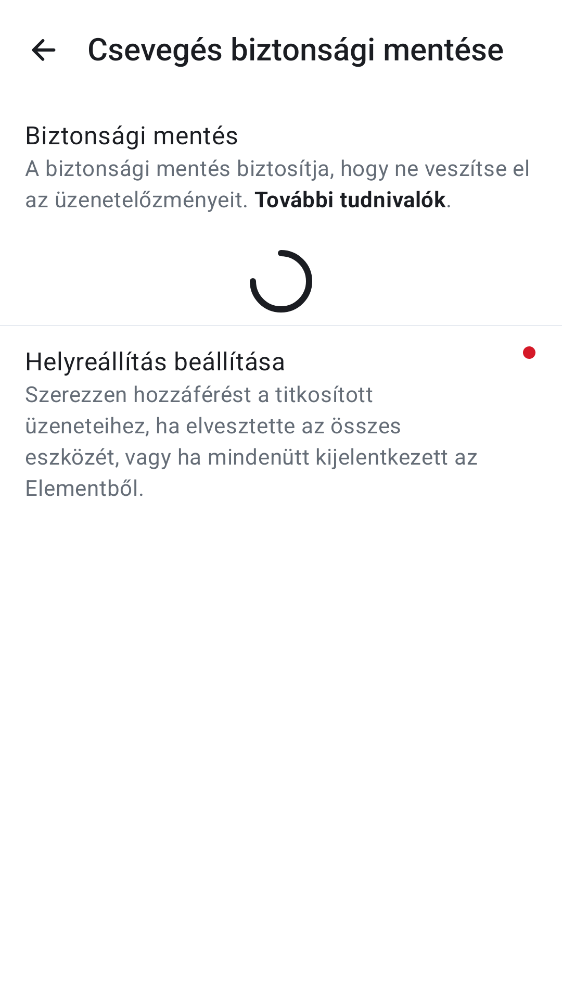 Csevegés biztonsági mentése
Biztonsági mentés
A biztonsági mentés biztosítja, hogy ne veszítse el
az üzenetelőzményeit. További tudnivalók.
Helyreállítás beállítása
Szerezzen hozzáférést a titkosított
üzeneteihez, ha elvesztette az összes
eszközét, vagy ha mindenütt kijelentkezett az
Elementből.